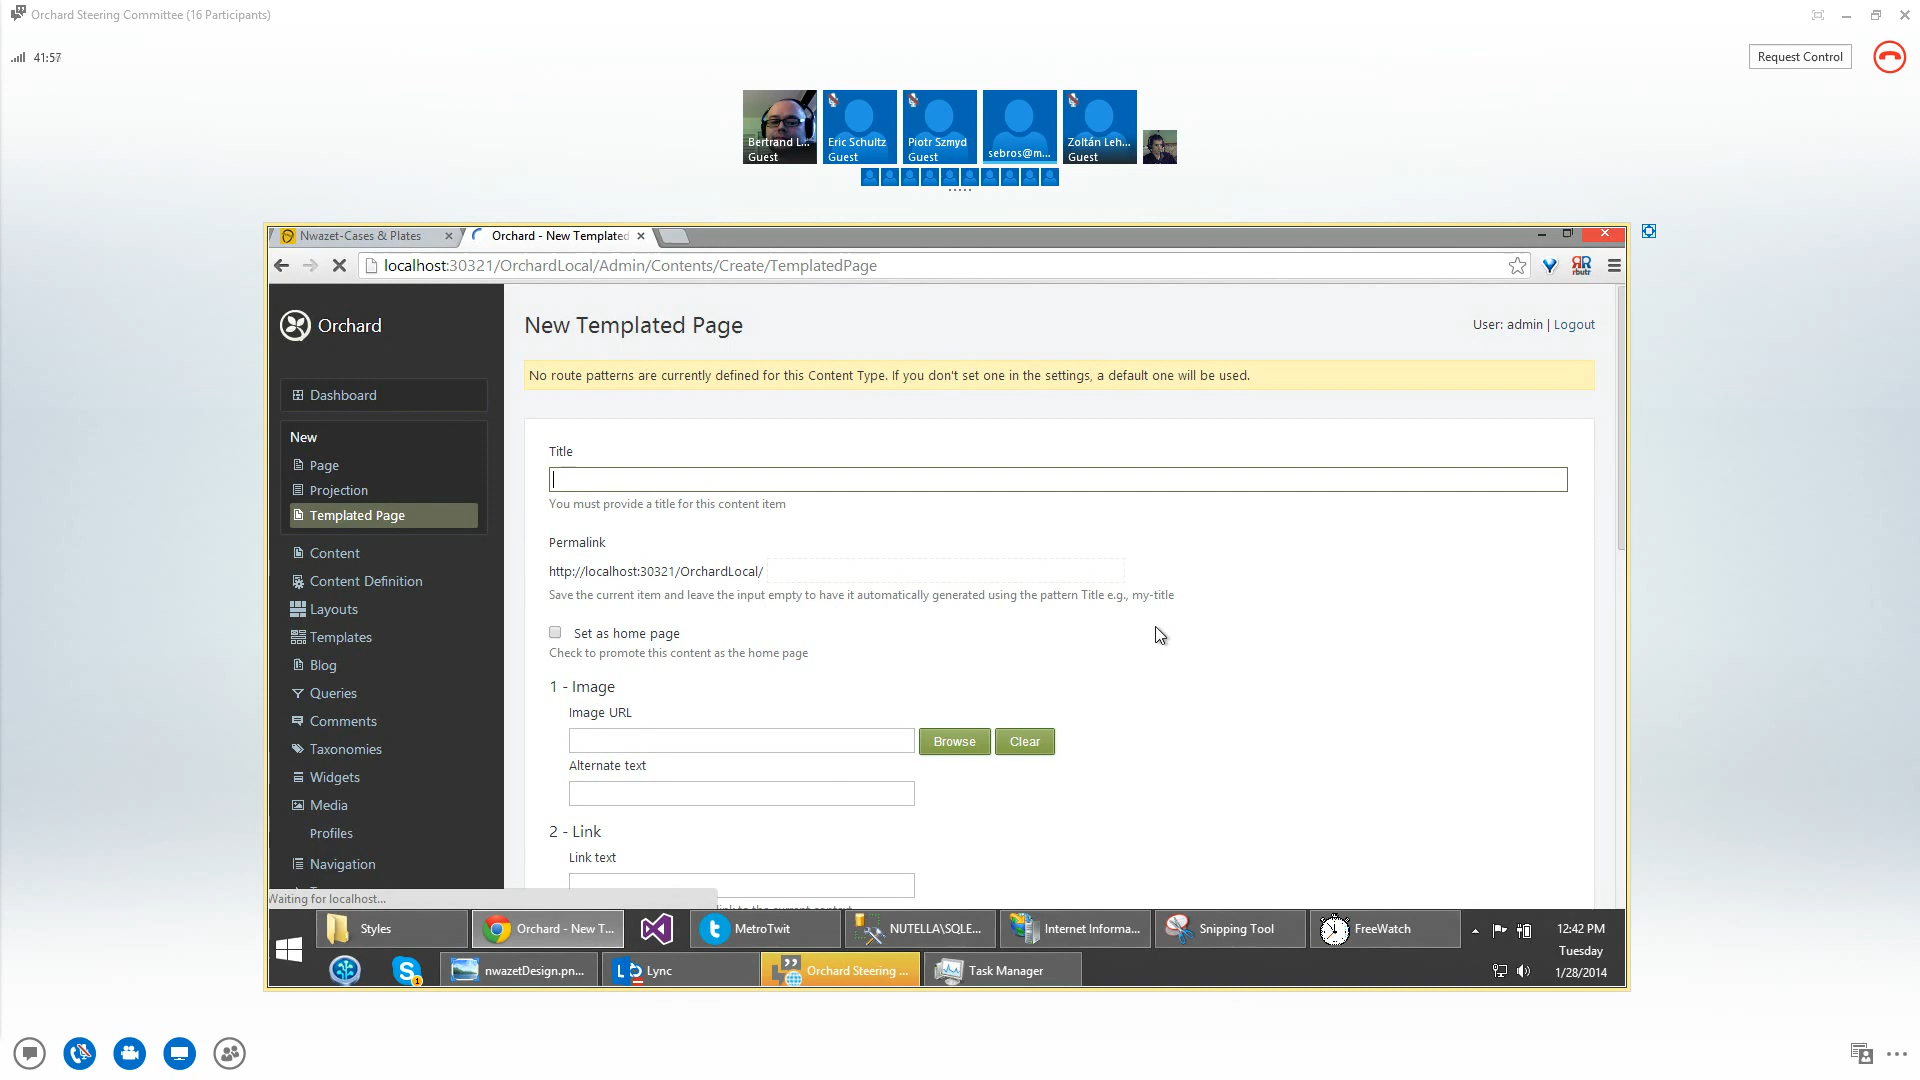 Orchard Steering Committee (16 Participants)
41:57
Request Control
Bertrand L...
Guest
Eric Schultz
Guest
Piotr Szmyd
Guest
sebros@m...
Zoltán Leh...
Guest
Nwazet-Cases & Plates
Orchard - New Templated
localhost:30321/OrchardLocal/Admin/Contents/Create/TemplatedPage
rbutr
Orchard
New Templated Page
User: admin | Logout
No route patterns are currently defined for this Content Type. If you don't set one in the settings, a default one will be used.
Dashboard
New
Page
Projection
Templated Page
Content
Content Definition
Layouts
Templates
Blog
Queries
Comments
Taxonomies
Widgets
Media
Profiles
Navigation
Title
You must provide a title for this content item
Permalink
http://localhost:30321/OrchardLocal/
Save the current item and leave the input empty to have it automatically generated using the pattern Title e.g., my-title
Set as home page
Check to promote this content as the home page
1 - Image
Image URL
Browse
Clear
Alternate text
2 - Link
Link text
Waiting for localhost...
Styles
Orchard - New T...
MetroTwit
NUTELLA\SQLE...
Internet Informa...
Snipping Tool
FreeWatch
12:42 PM
Tuesday
1/28/2014
1
nwazetDesign.pn...
Lync
Orchard Steering ...
Task Manager